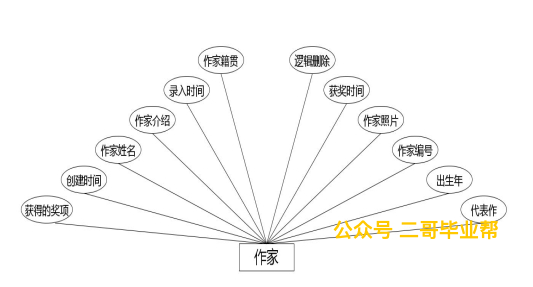 作家籍贯
逻辑删除
录入时间
获奖时间
作家介绍
作家照片
作家姓名
作家编号
创建时间
出生年
获得的奖项
代表作
公众号 二哥毕业帮
作家